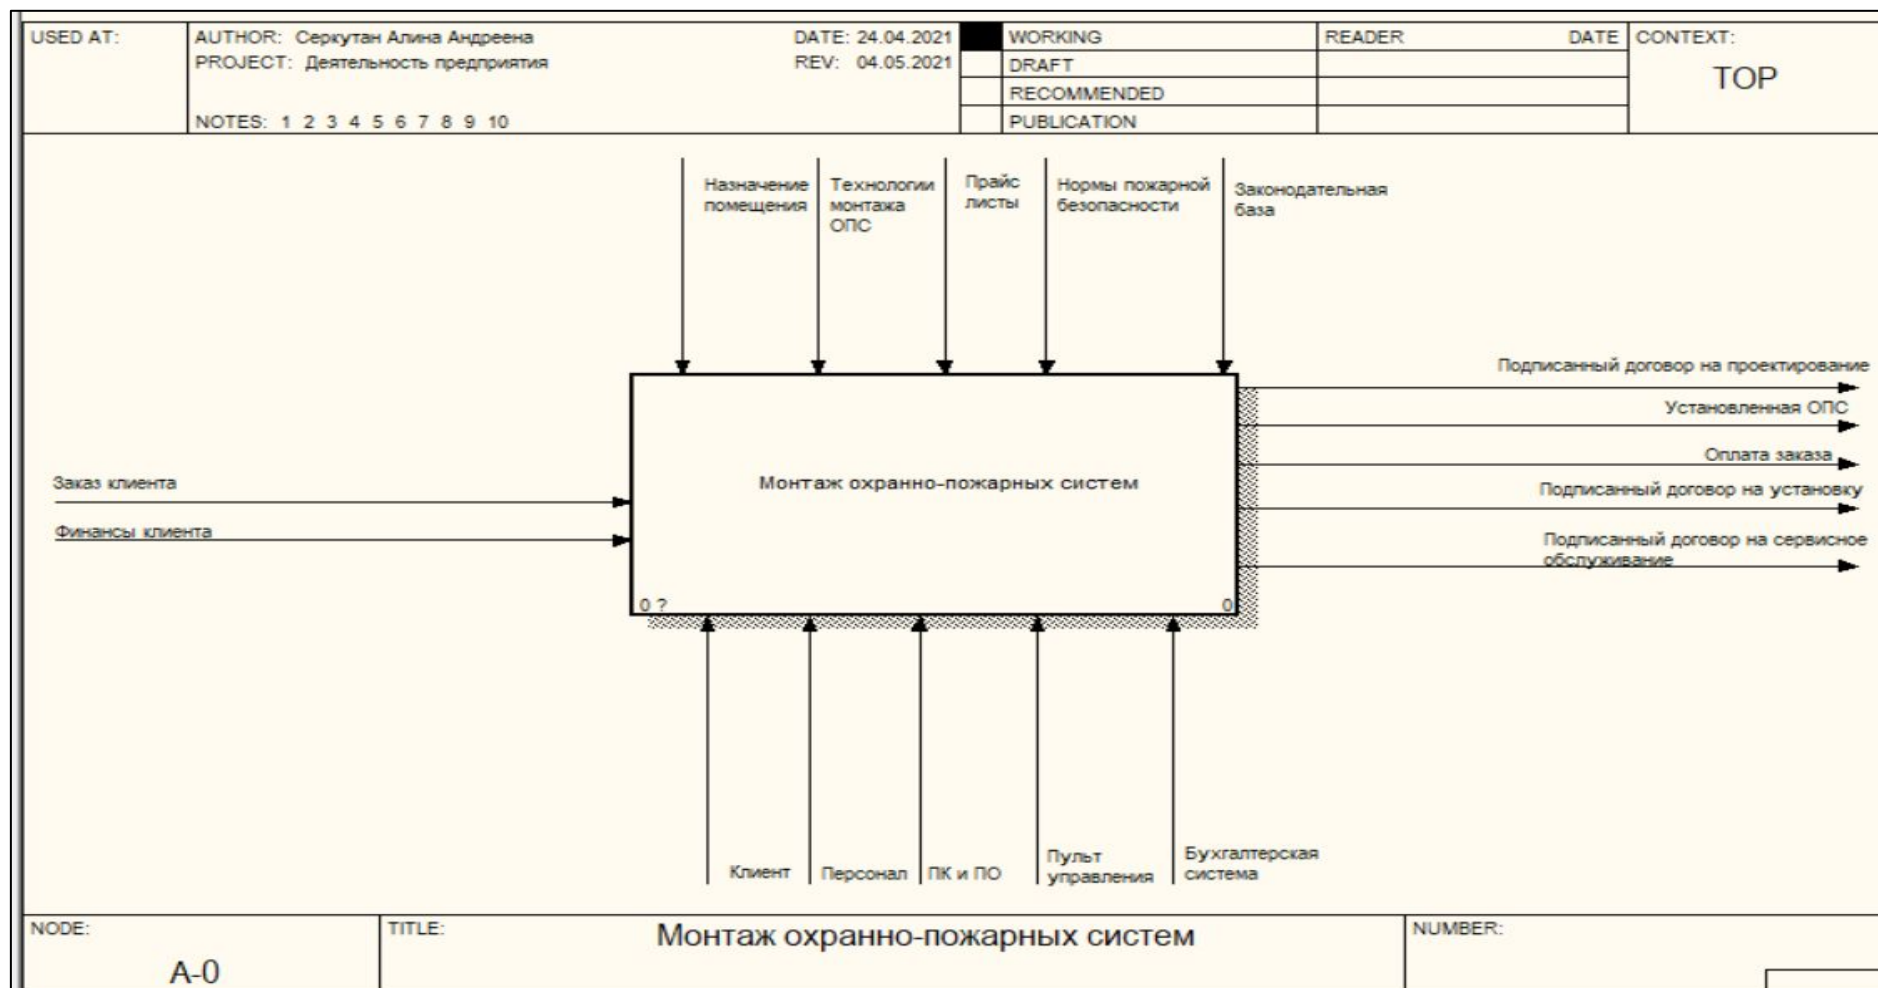 USED AT:
AUTHOR: Серкутан Алина Андреена
DATE: 24.04.2021
PROJECT: Деятельность предприятия
REV: 04.05.2021
NOTES: 1 2 3 4 5 6 7 8 9 10
WORKING
DRAFT
RECOMMENDED
PUBLICATION
READER
DATE
CONTEXT:
TOP
Назначение
помещения
Технологии
монтажа
ОПС
Прайс
листы
Нормы пожарной
безопасности
Законодательная
база
Подписанный договор на проектирование
Установленная ОПС
Оплата заказа
Подписанный договор на установку
Подписанный договор на сервисное
обслуживание
Заказ клиента
Финансы клиента
Монтаж охранно-пожарных систем
0 ?
0
Клиент
Персонал
ПК и ПО
Пульт
управления
Бухгалтерская
система
NODE:
A-0
TITLE:
Монтаж охранно-пожарных систем
NUMBER: